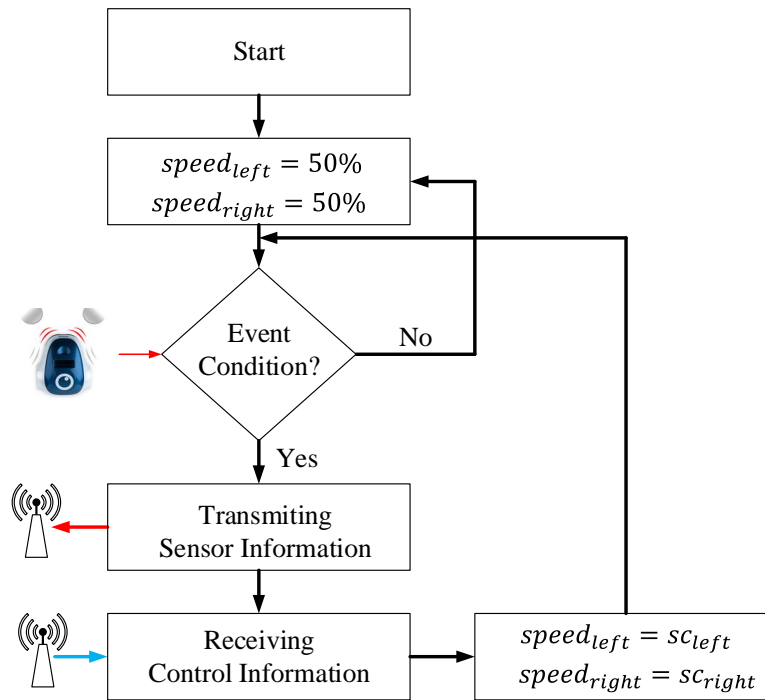 Start
speed_left = 50%
speed_right = 50%
Event
Condition?
No
Yes
Transmiting
Sensor Information
Receiving
Control Information
speed_left = sc_left
speed_right = sc_right